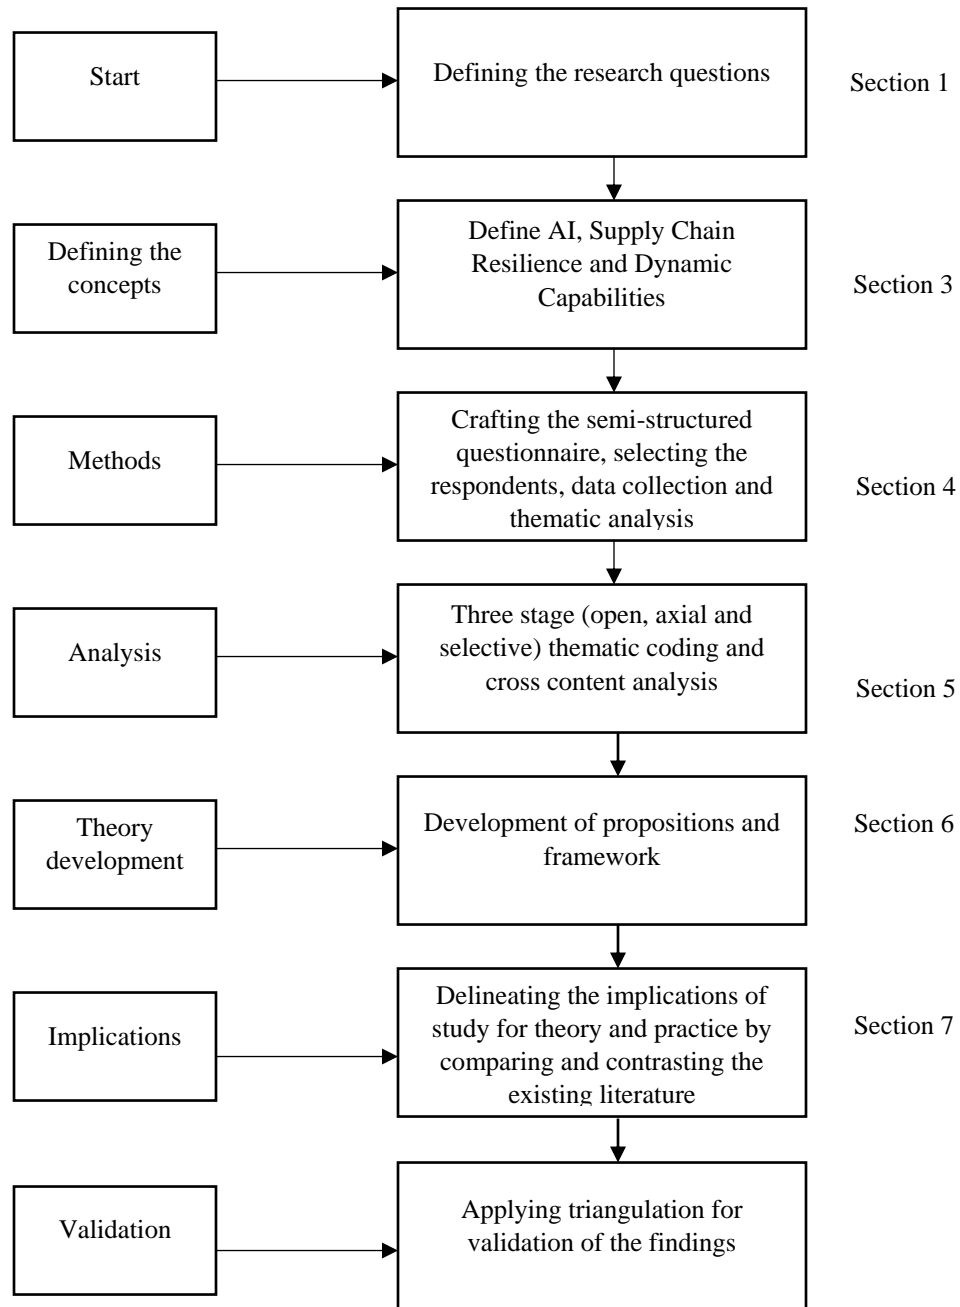 Start
Defining the research questions
Section 1
Defining the
concepts
Define AI, Supply Chain
Resilience and Dynamic
Capabilities
Section 3
Methods
Crafting the semi-structured
questionnaire, selecting the
respondents, data collection and
thematic analysis
Section 4
Analysis
Three stage (open, axial and
selective) thematic coding and
cross content analysis
Section 5
Theory
development
Development of propositions and
framework
Section 6
Implications
Delineating the implications of
study for theory and practice by
comparing and contrasting the
existing literature
Section 7
Validation
Applying triangulation for
validation of the findings